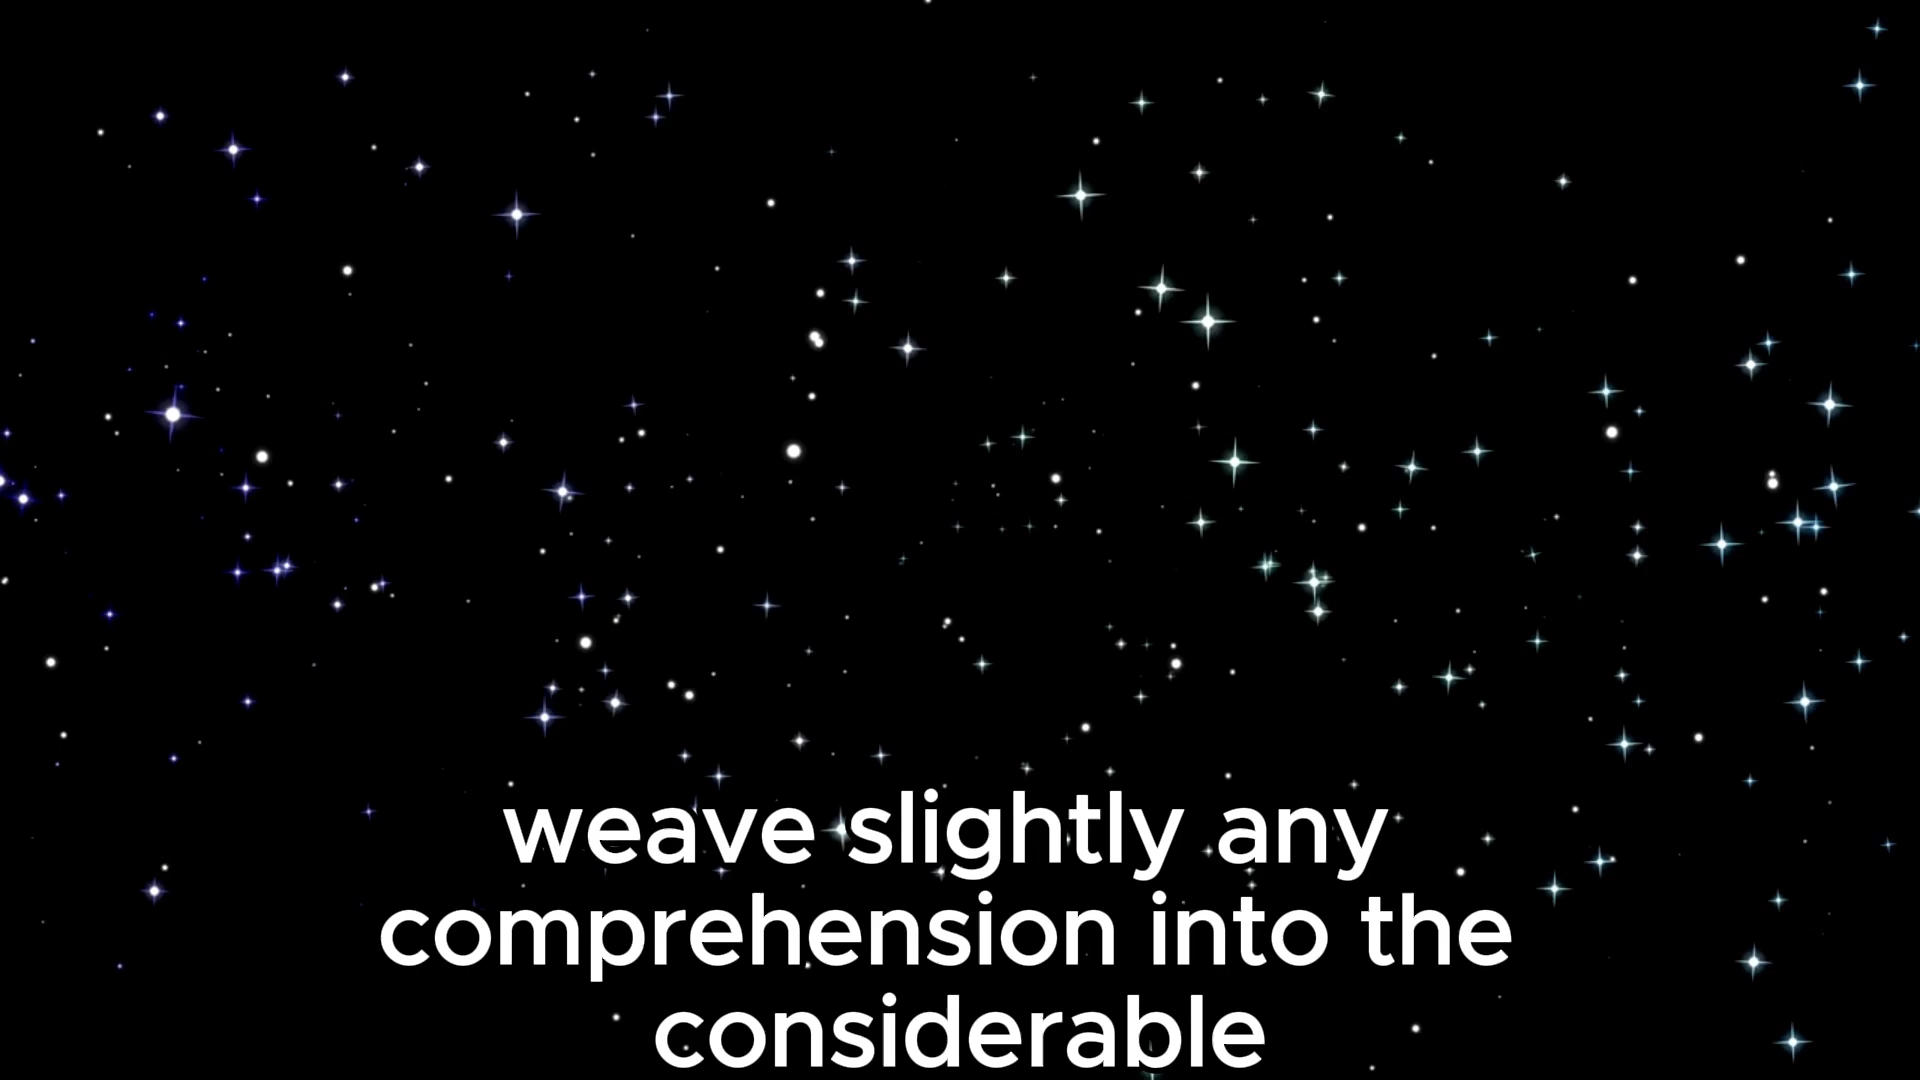 weave slightly any
comprehension into the
considerable